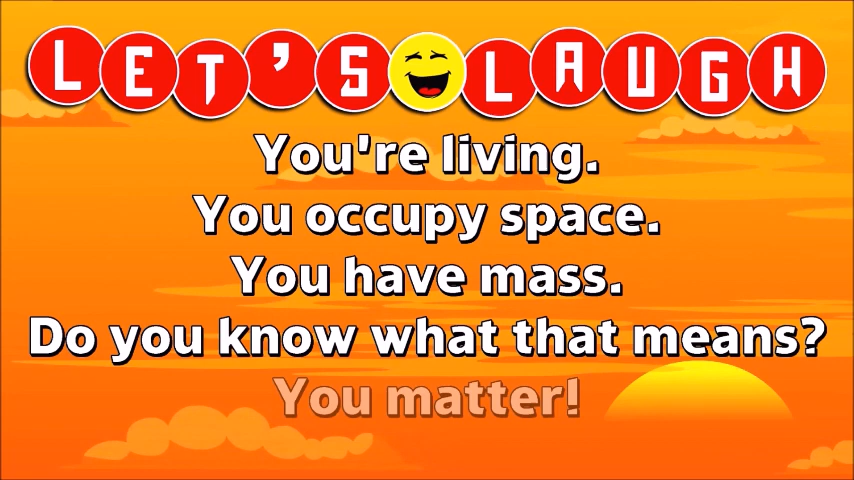 LET'S LAUGH
You're living.
You occupy space.
You have mass.
Do you know what that means?
You matter!